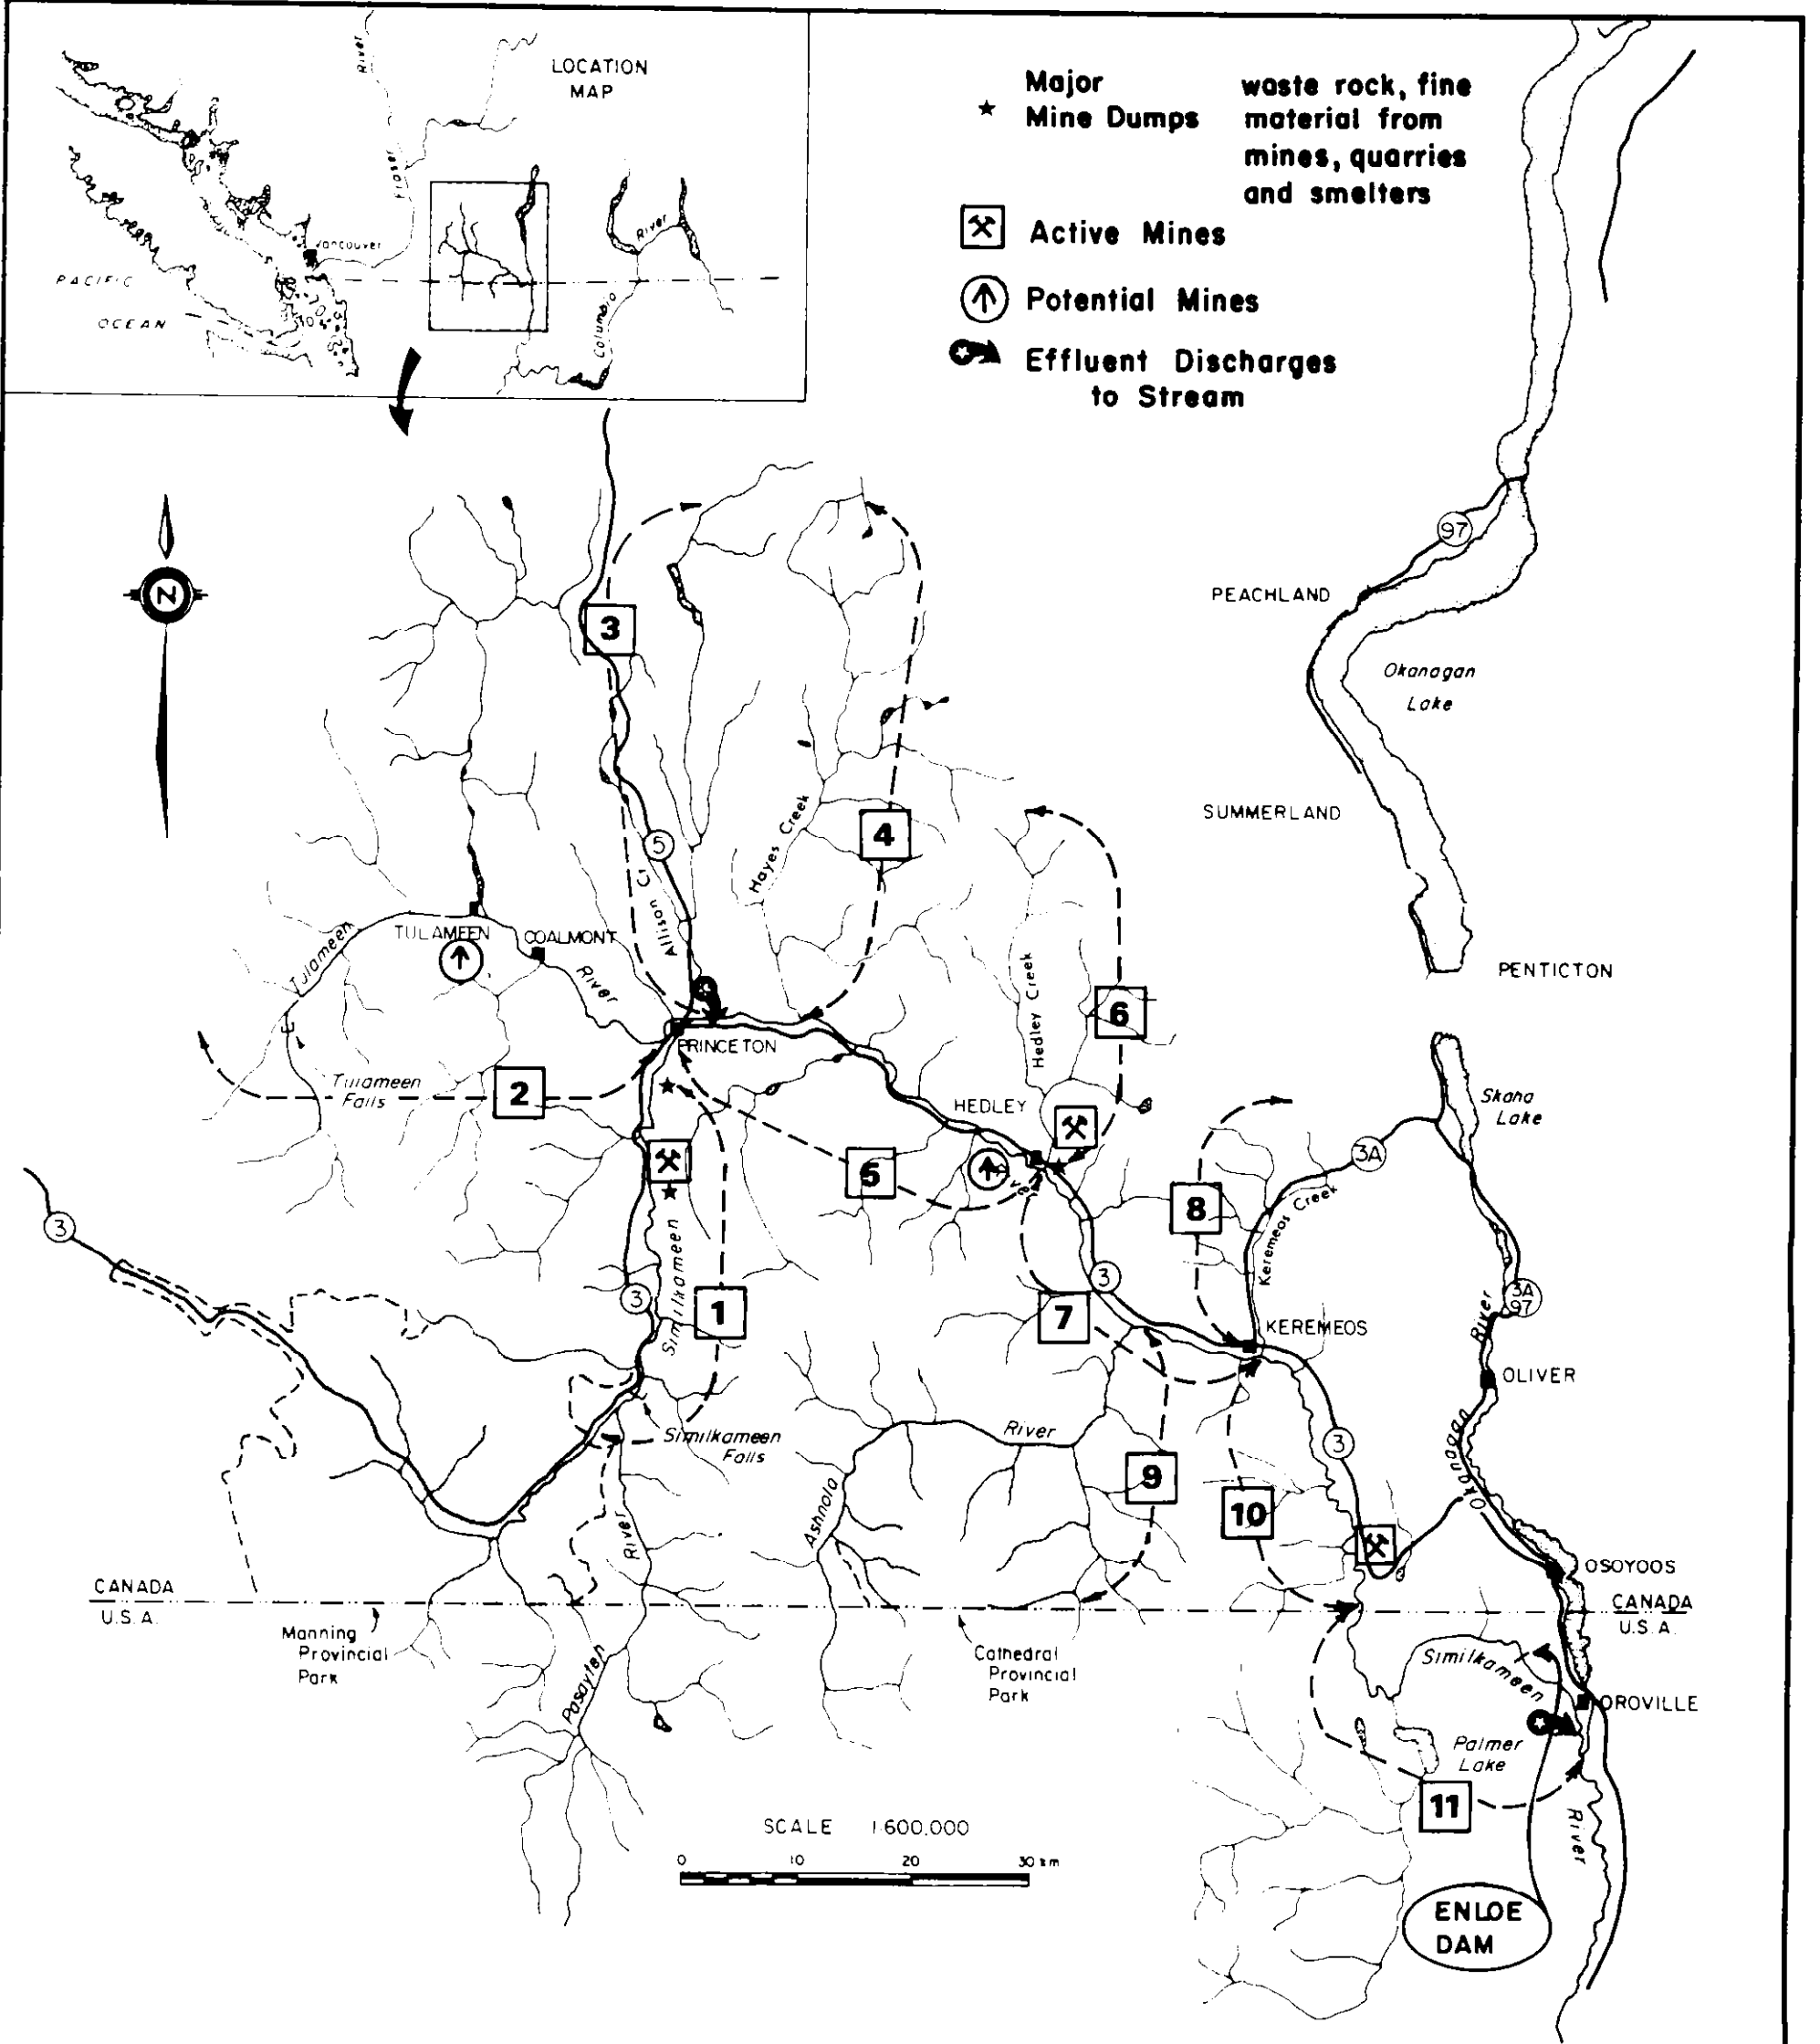 LOCATION
MAP
River
Fraser
Vancouver
PACIFIC
OCEAN
River
Columbia
Major
Mine Dumps
waste rock, fine
material from
mines, quarries
and smelters
Active Mines
Potential Mines
Effluent Discharges
to Stream
N
97
PEACHLAND
Okanagan
Lake
SUMMERLAND
PENTICTON
Skaha
Lake
3
4
5
Hayes Creek
Allison Cr
TULAMEEN
COALMONT
Tulameen
River
PRINCETON
Tulameen
Falls
2
Hedley Creek
6
HEDLEY
5
8
3A
Keremeos Creek
3
3
Similkameen
1
7
3
KEREMEOS
3A
97
River
OLIVER
Okanagan
Similkameen
Falls
River
Ashnola
River
9
10
3
OSOYOOS
CANADA
U.S.A.
CANADA
U.S.A.
Manning
Provincial
Park
Pasayten
Cathedral
Provincial
Park
Similkameen
OROVILLE
Palmer
Lake
11
River
SCALE 1:600,000
0 10 20 30 km
ENLOE
DAM